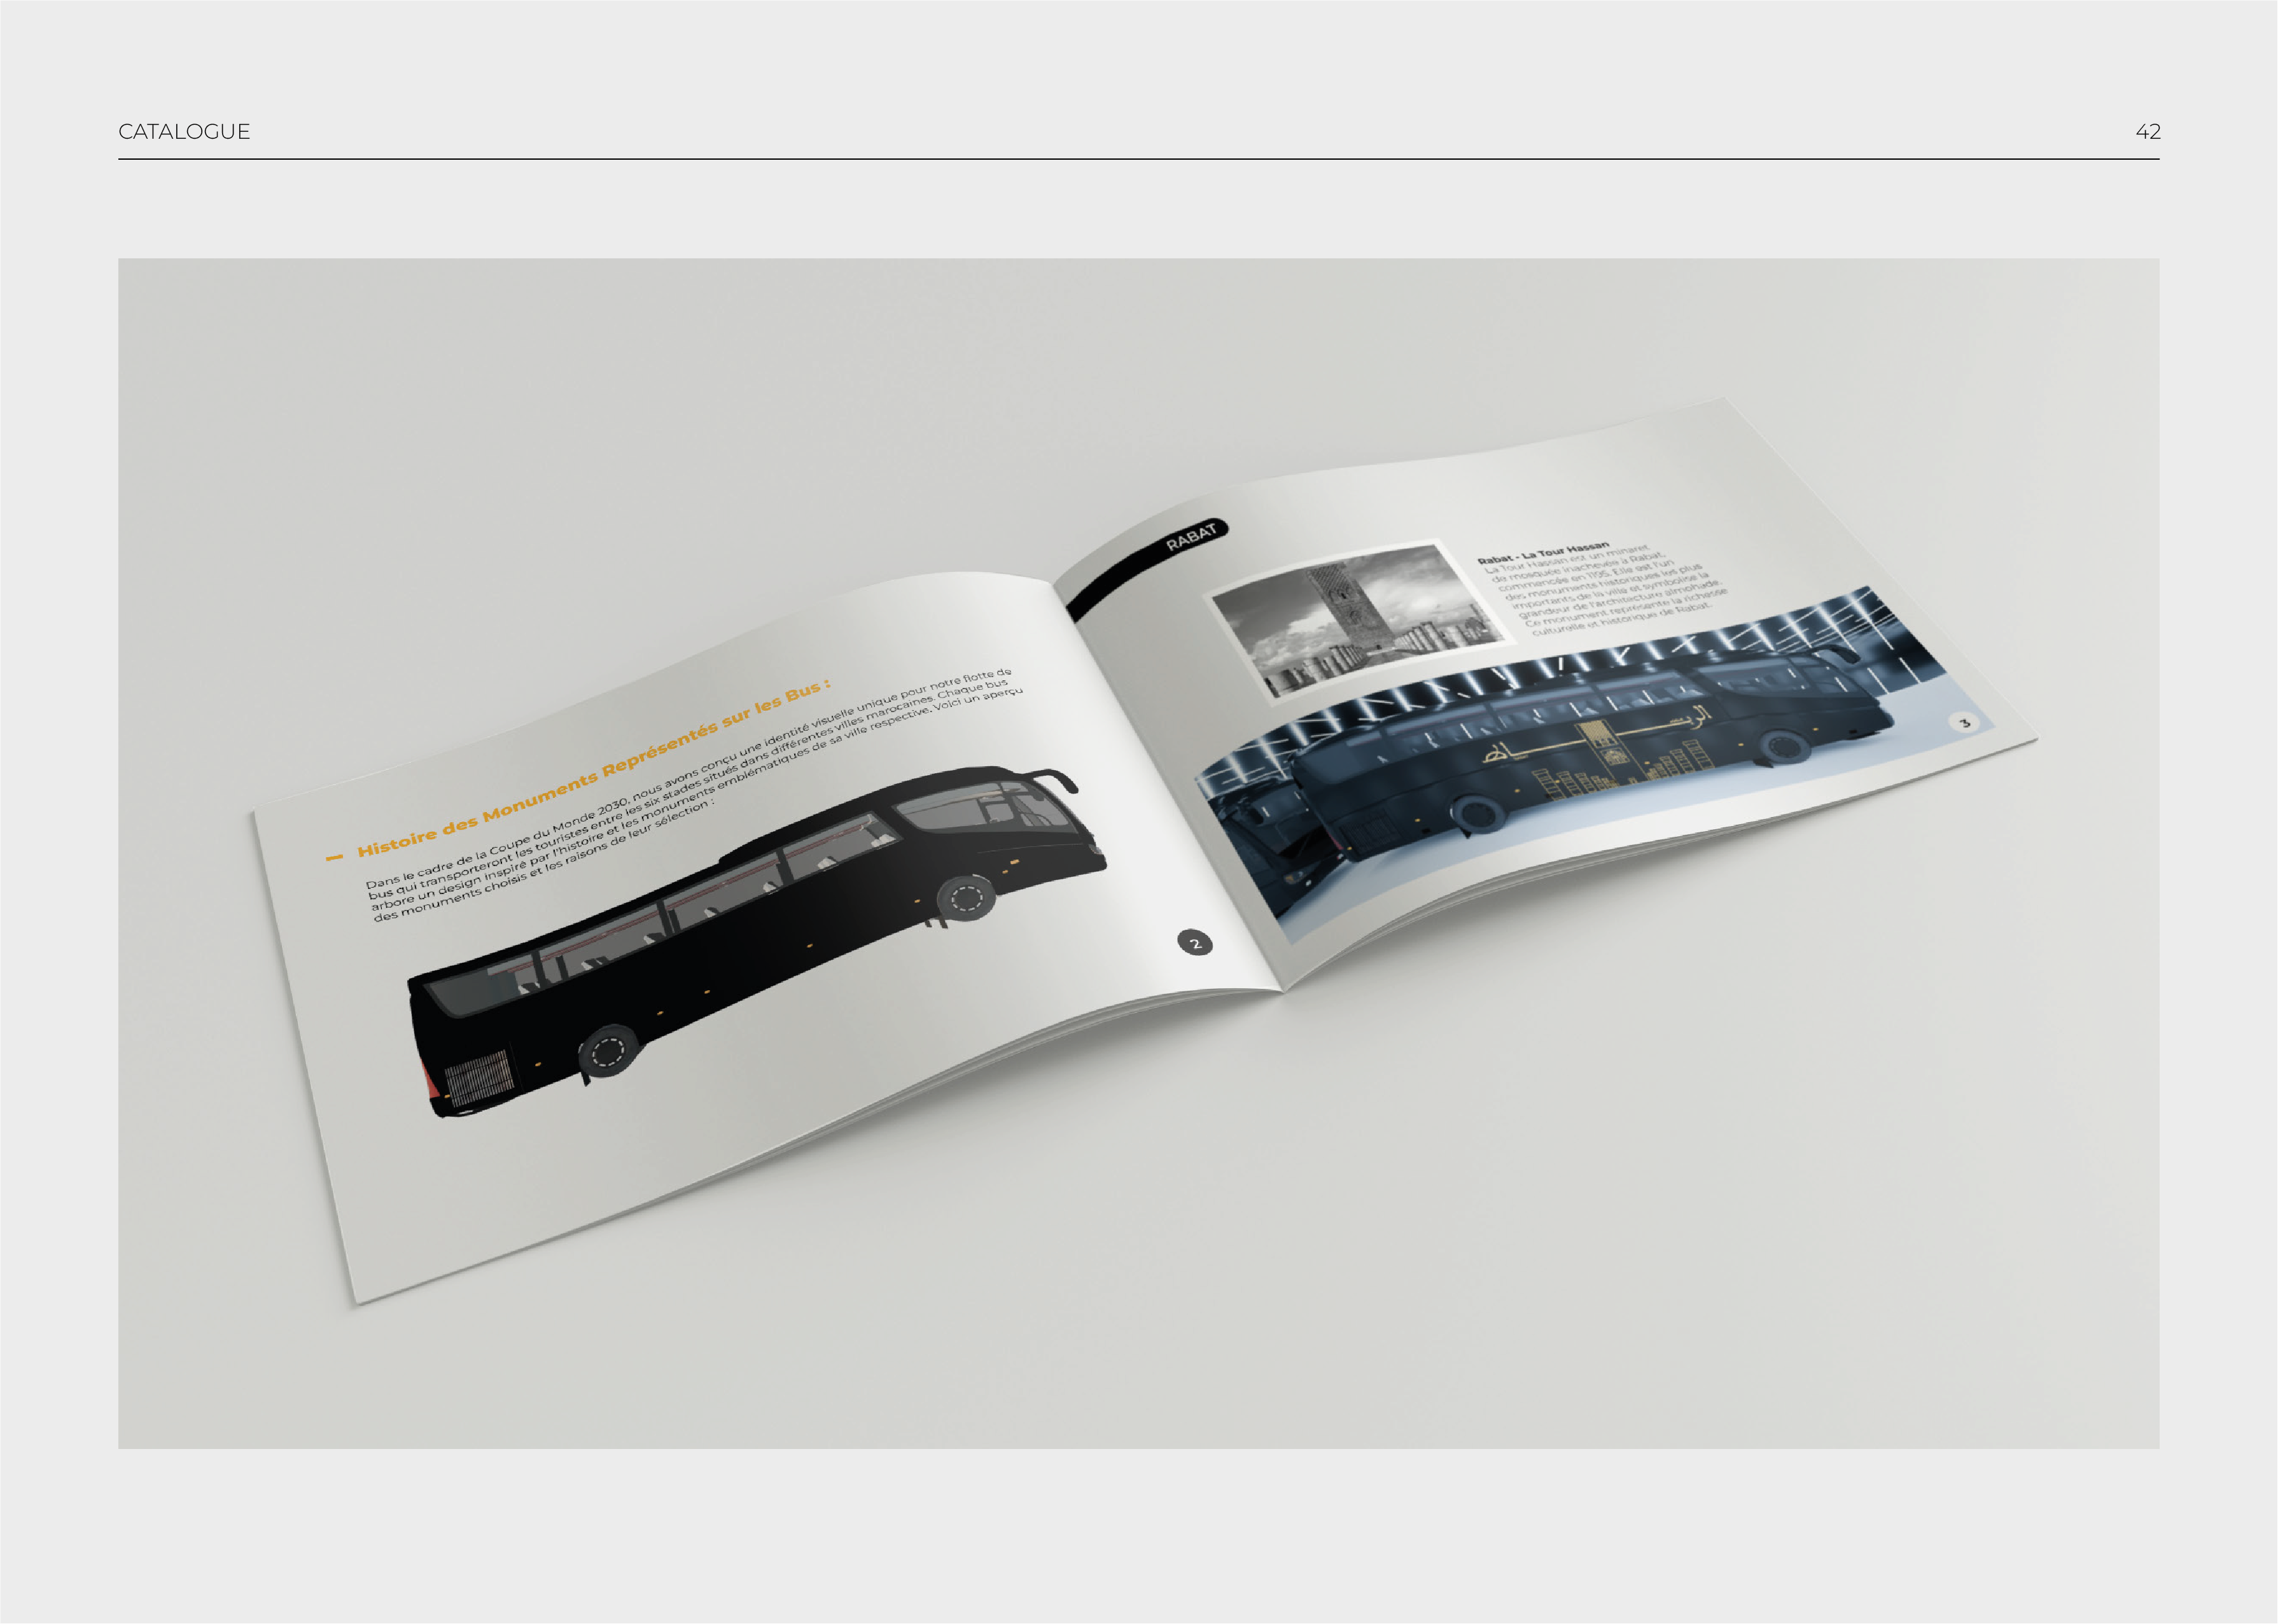 CATALOGUE
42
Histoire des Monuments Représentés sur les Bus :
Dans le cadre de la Coupe du Monde 2030, nous avons conçu une identité visuelle unique pour notre flotte de
bus qui transporteront les touristes entre les six stades situés dans différentes villes marocaines. Chaque bus
arbore un design inspiré par l'histoire et les monuments emblématiques de sa ville respective. Voici un aperçu
des monuments choisis et les raisons de leur sélection :
2
RABAT
Rabat - La Tour Hassan
La Tour Hassan est un minaret
de mosquée inachevée à Rabat,
commencée en 1195. Elle est l'un
des monuments historiques les plus
importants de la ville et symbolise la
grandeur de l'architecture almohade.
Ce monument représente la richesse
culturelle et historique de Rabat.
الربــــاط
3